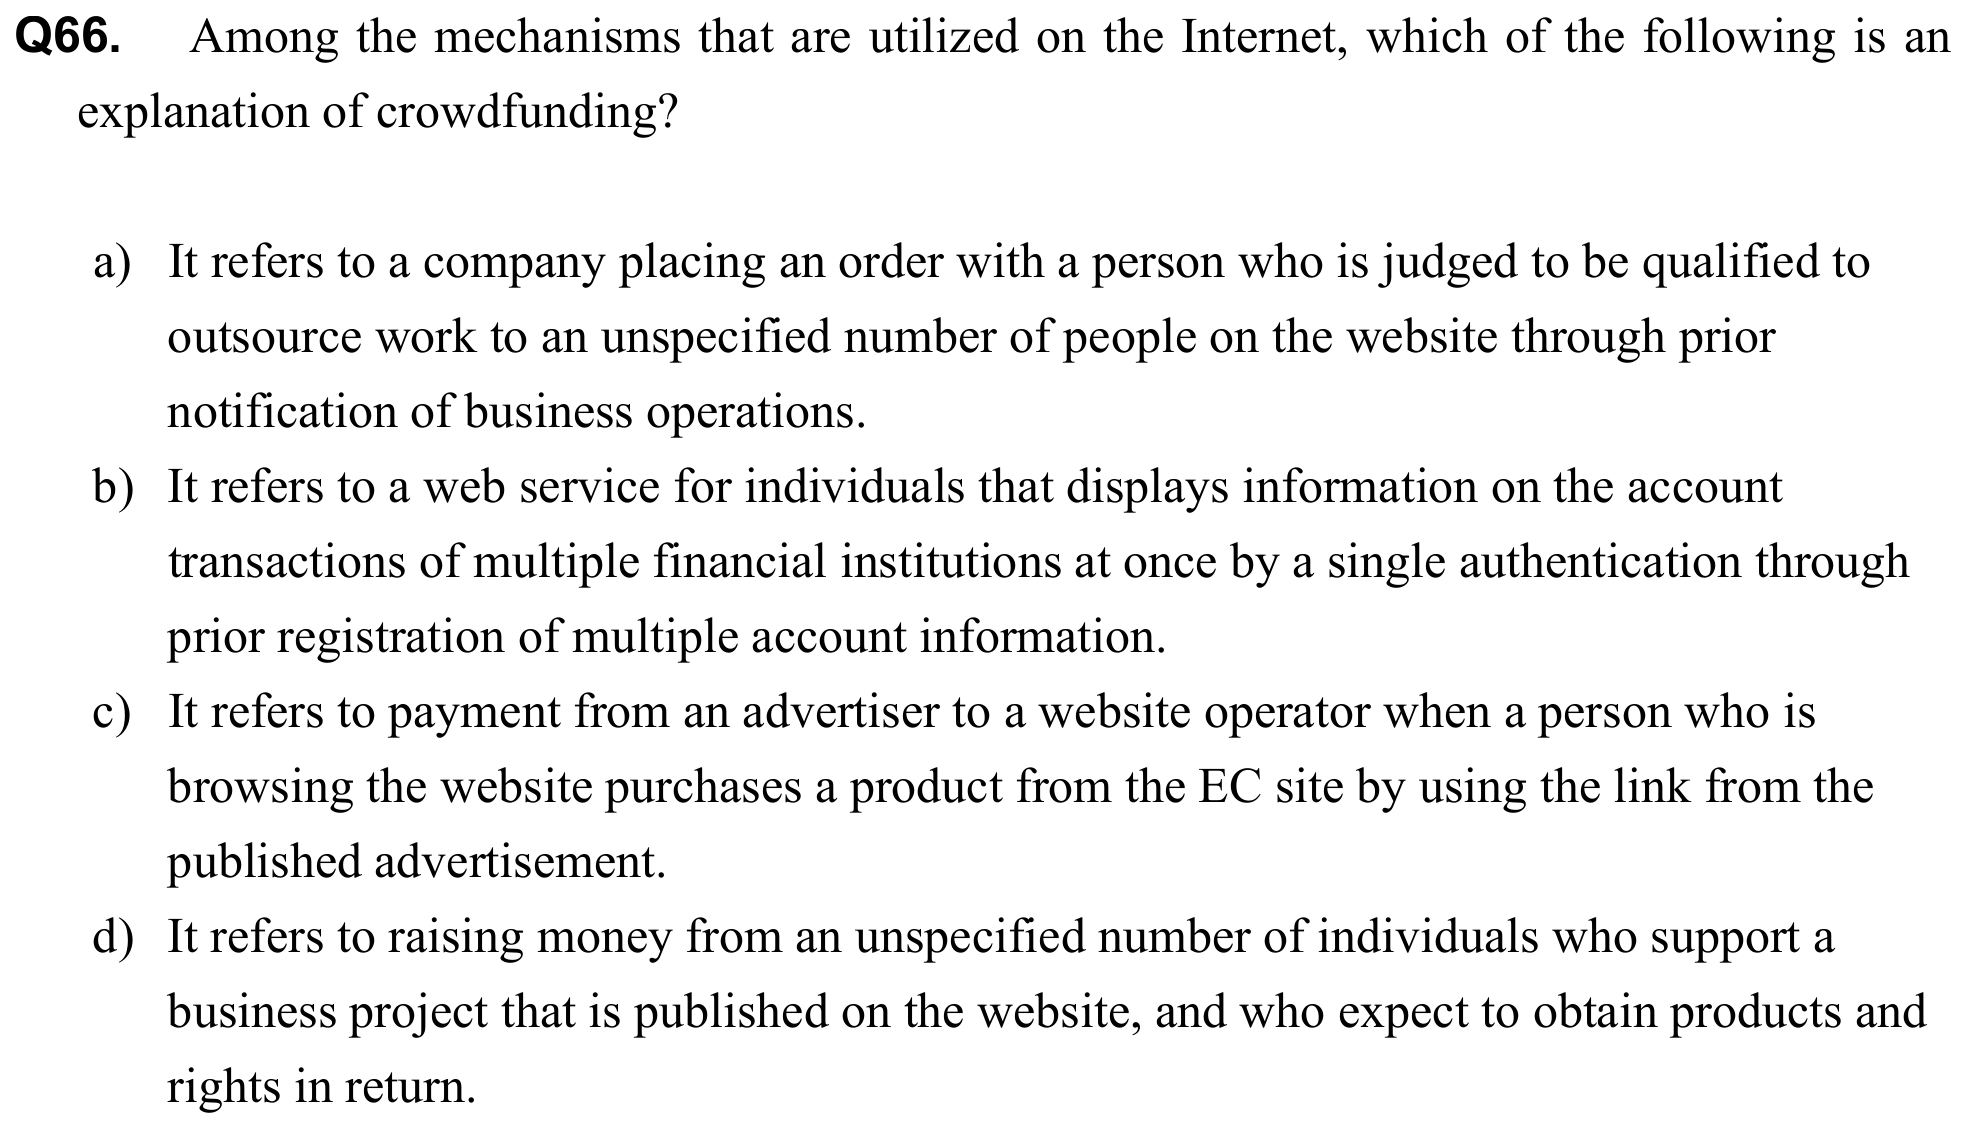 Q66. Among the mechanisms that are utilized on the Internet, which of the following is an
explanation of crowdfunding?
a) It refers to a company placing an order with a person who is judged to be qualified to
outsource work to an unspecified number of people on the website through prior
notification of business operations.
b) It refers to a web service for individuals that displays information on the account
transactions of multiple financial institutions at once by a single authentication through
prior registration of multiple account information.
c) It refers to payment from an advertiser to a website operator when a person who is
browsing the website purchases a product from the EC site by using the link from the
published advertisement.
d) It refers to raising money from an unspecified number of individuals who support a
business project that is published on the website, and who expect to obtain products and
rights in return.